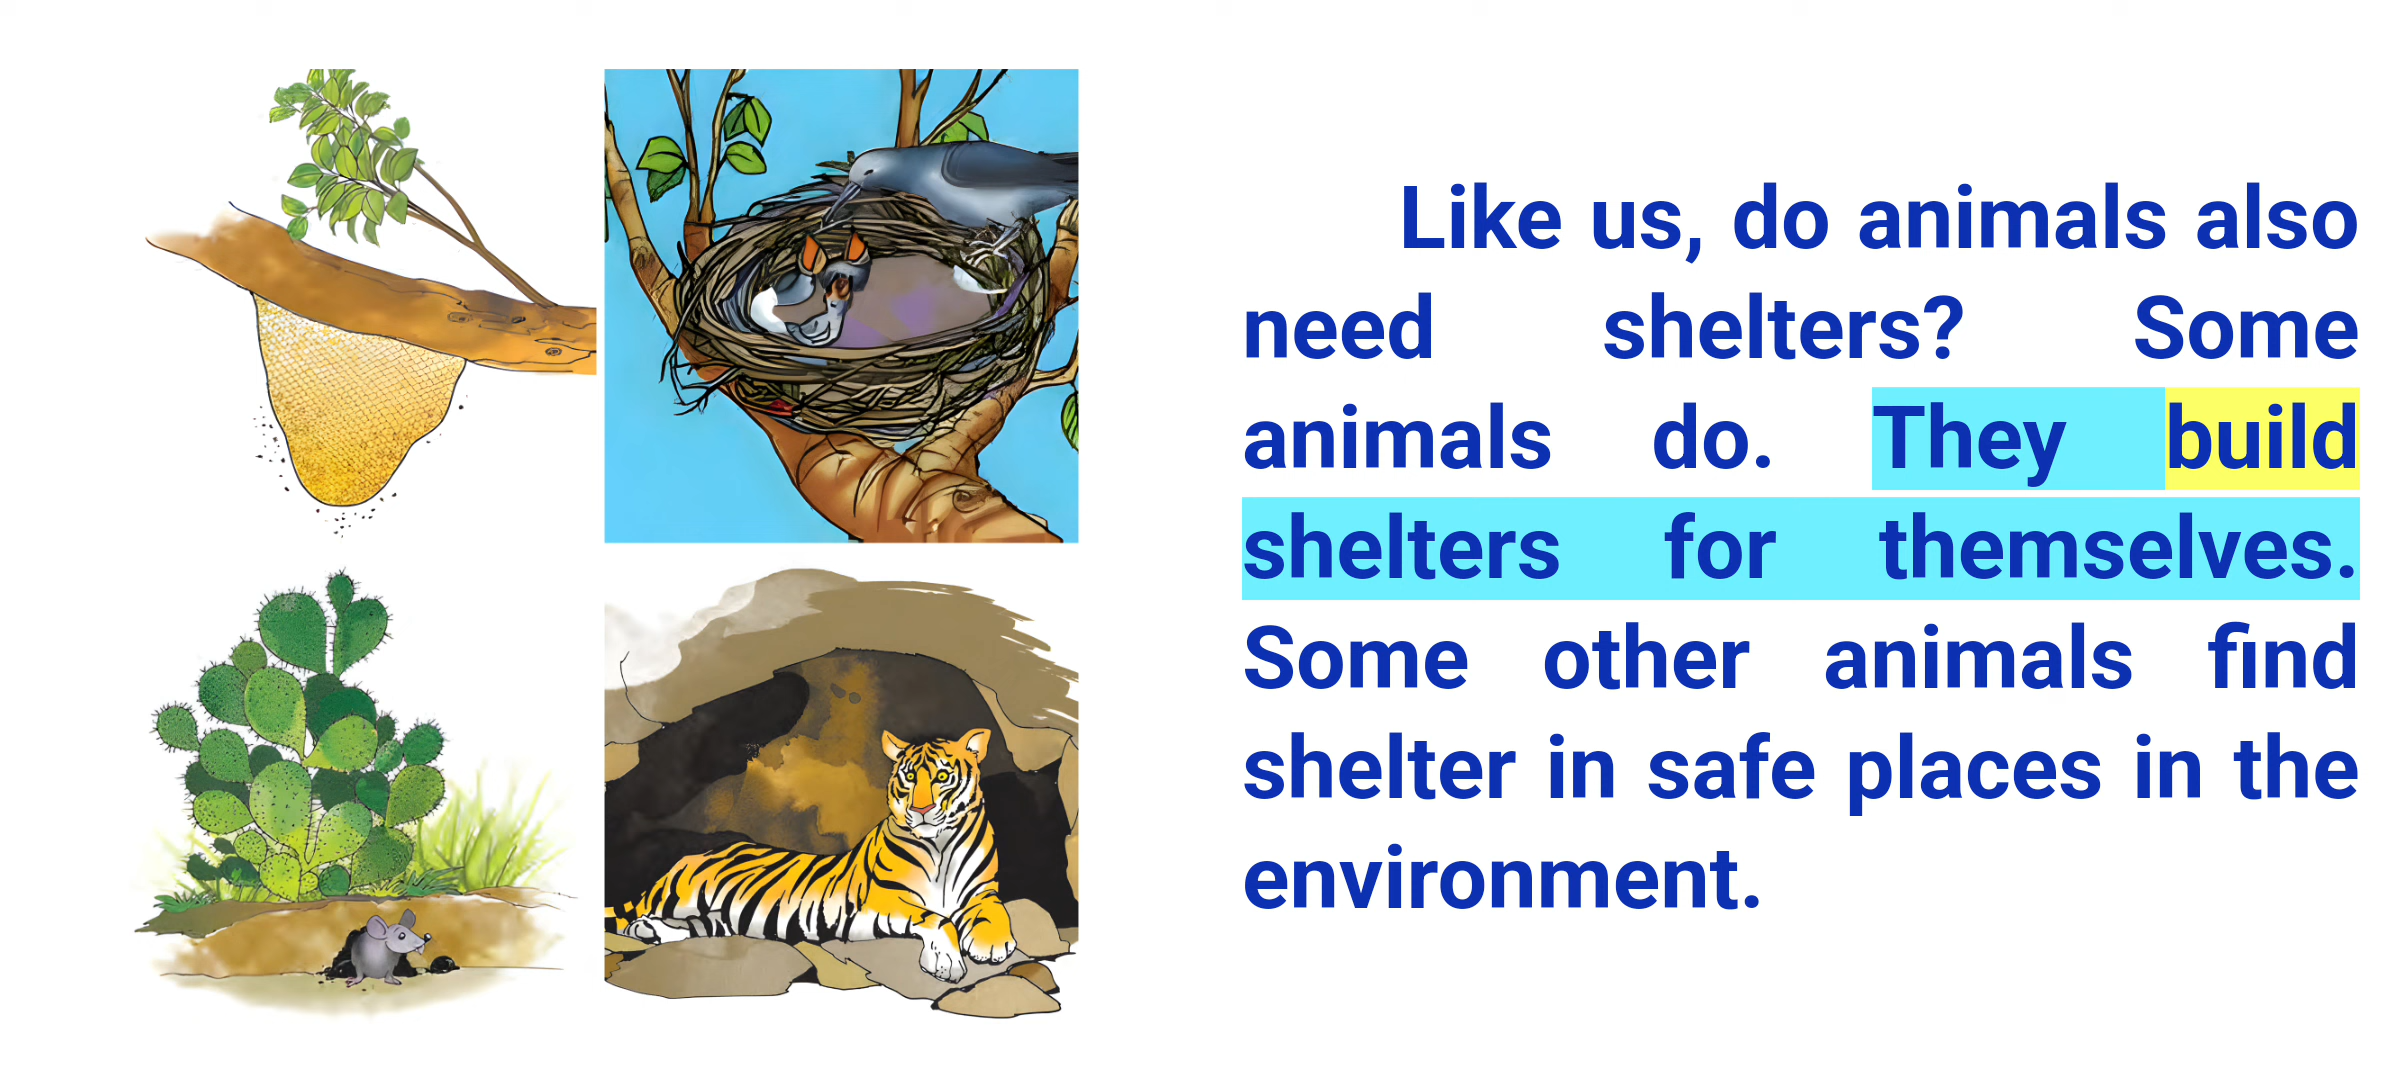 Like us, do animals also
need shelters? Some
animals do. They build
shelters for themselves.
Some other animals find
shelter in safe places in the
environment.